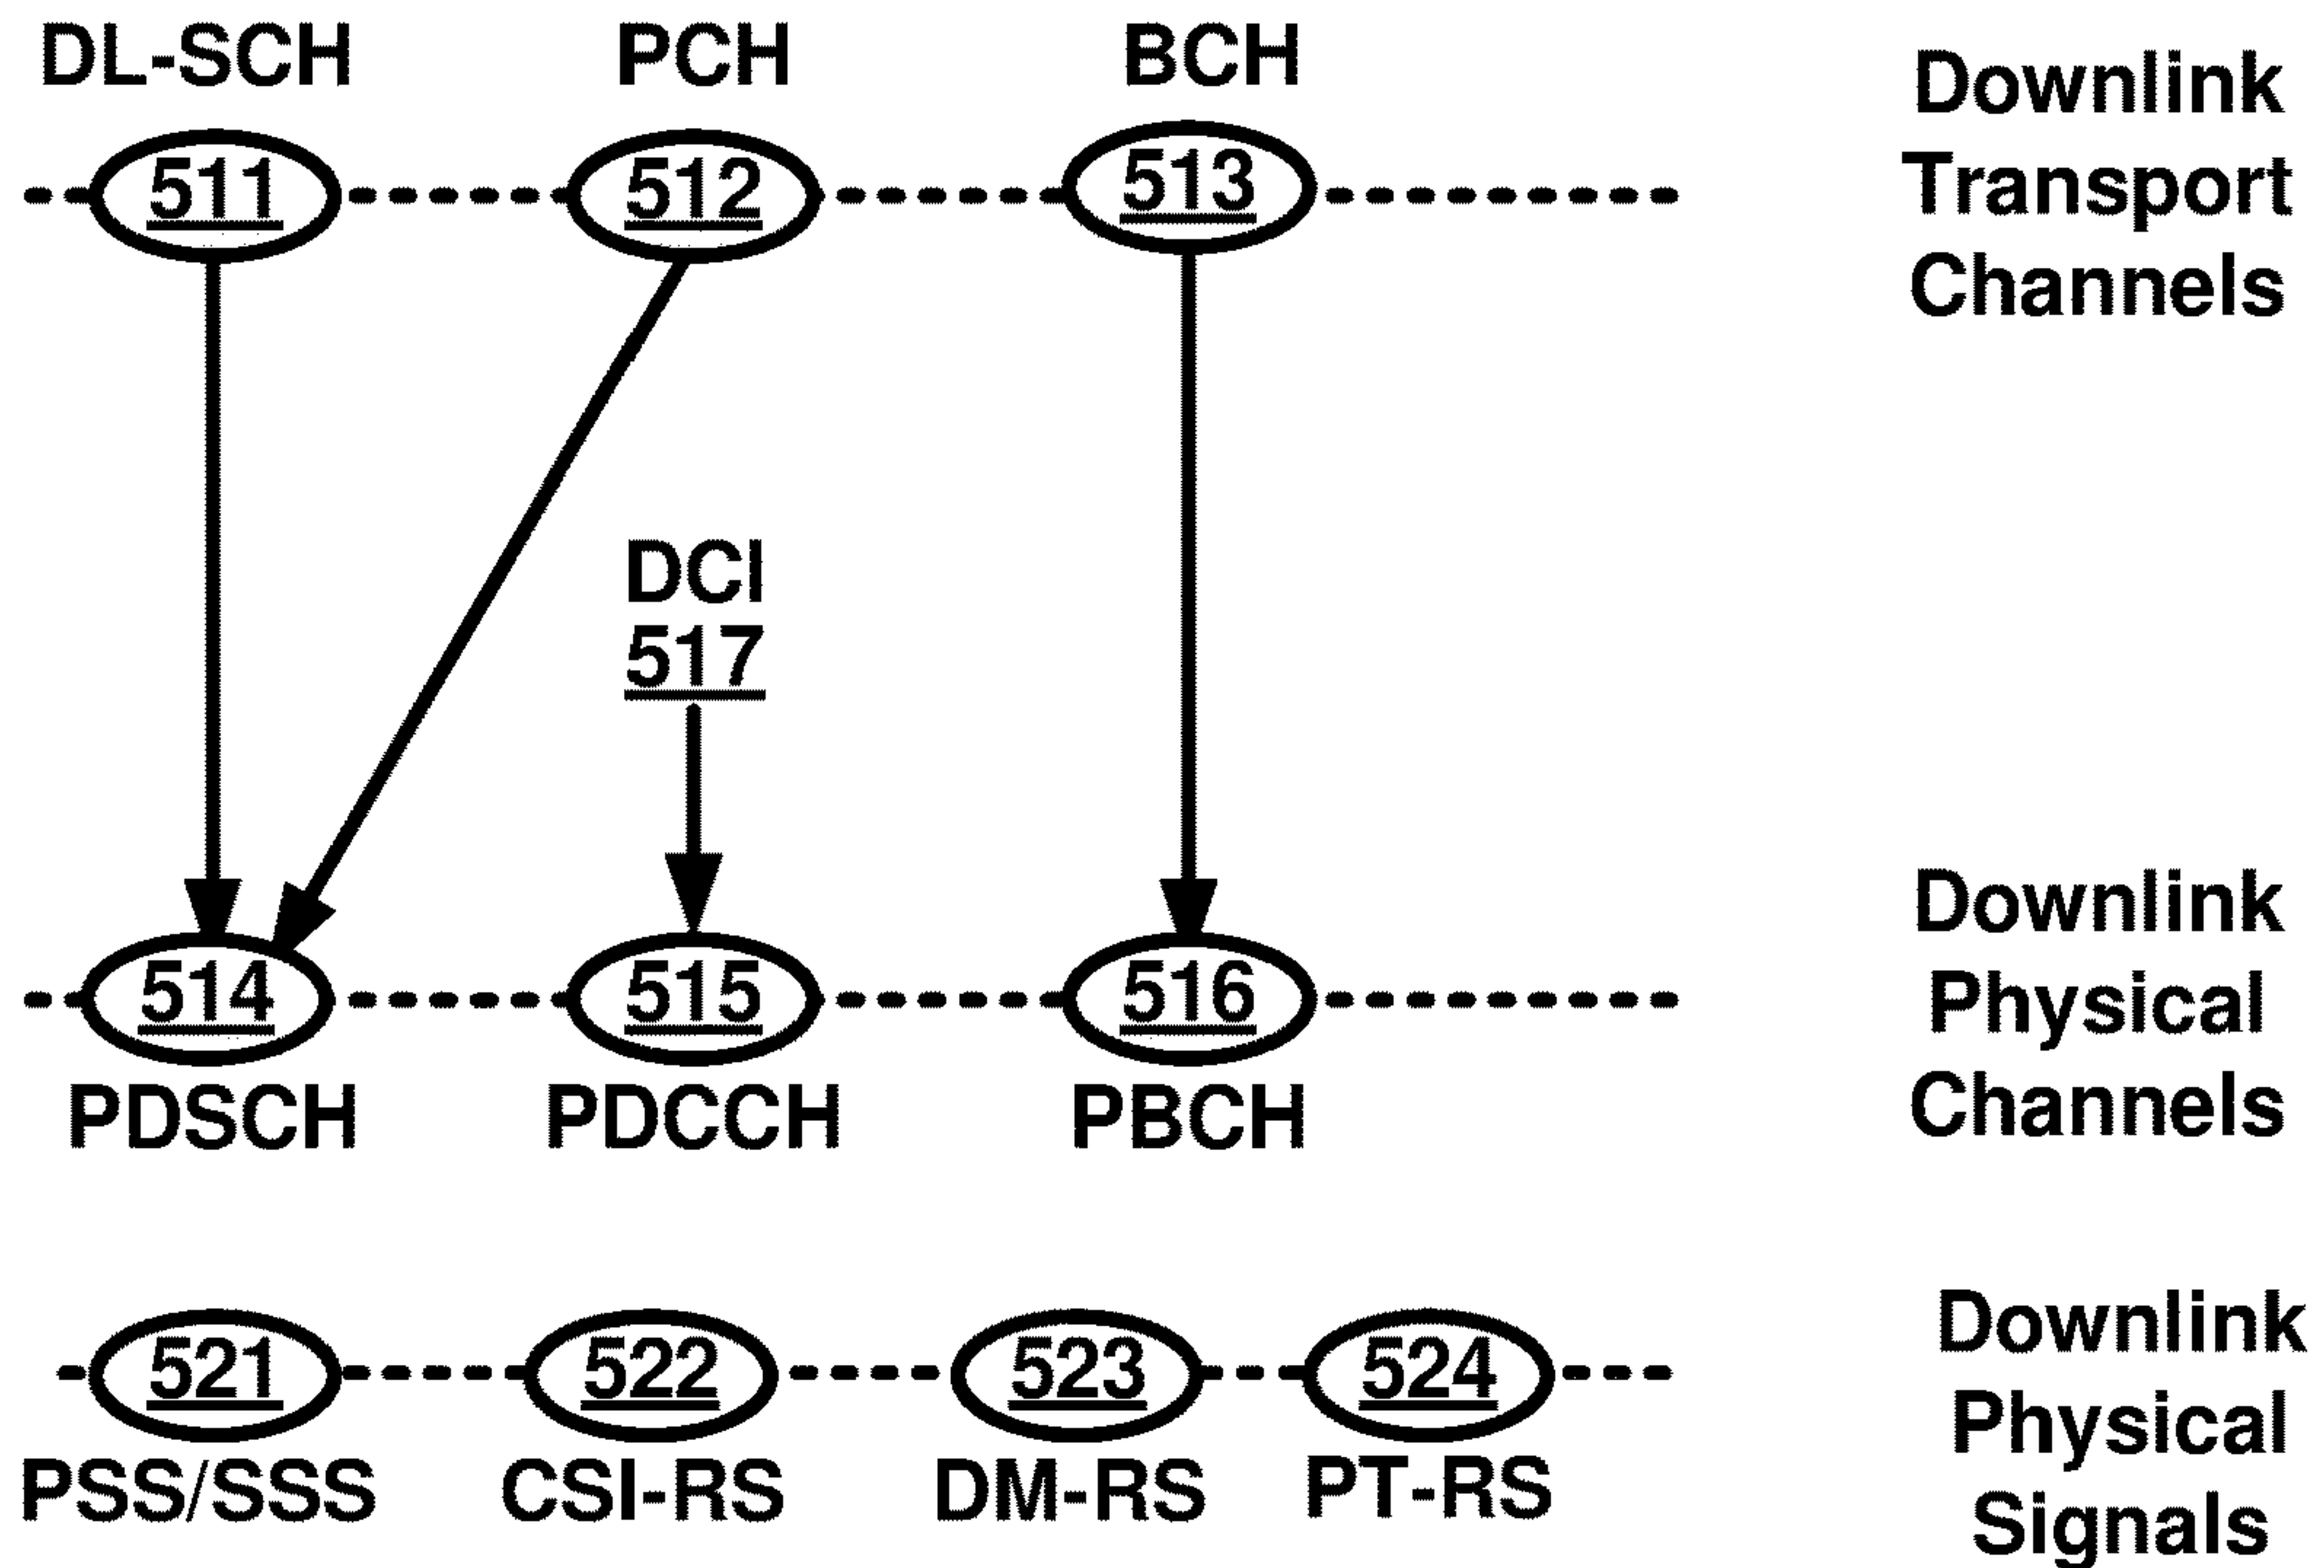 DL-SCH
PCH
BCH
Downlink
Transport
Channels
511
512
513
DCI
517
Downlink
Physical
Channels
514
515
516
PDSCH
PDCCH
PBCH
Downlink
Physical
Signals
521
522
523
524
PSS/SSS
CSI-RS
DM-RS
PT-RS